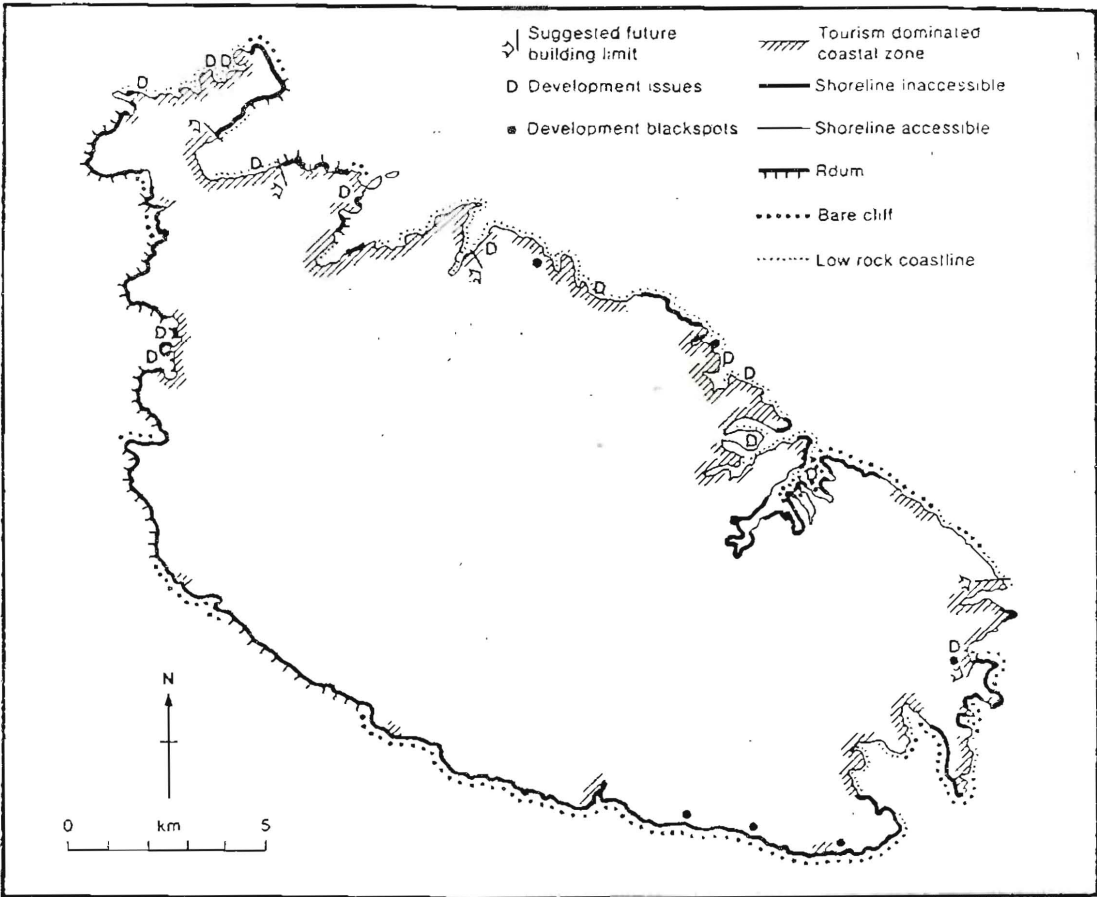 Suggested future
building limit
D Development issues
Development blackspots
Tourism dominated
coastal zone
Shoreline inaccessible
Shoreline accessible
Rdum
Bare cliff
Low rock coastline
D
D D
D
D
D
D
D
D
D
D
D
D
D
D
N
0 km 5